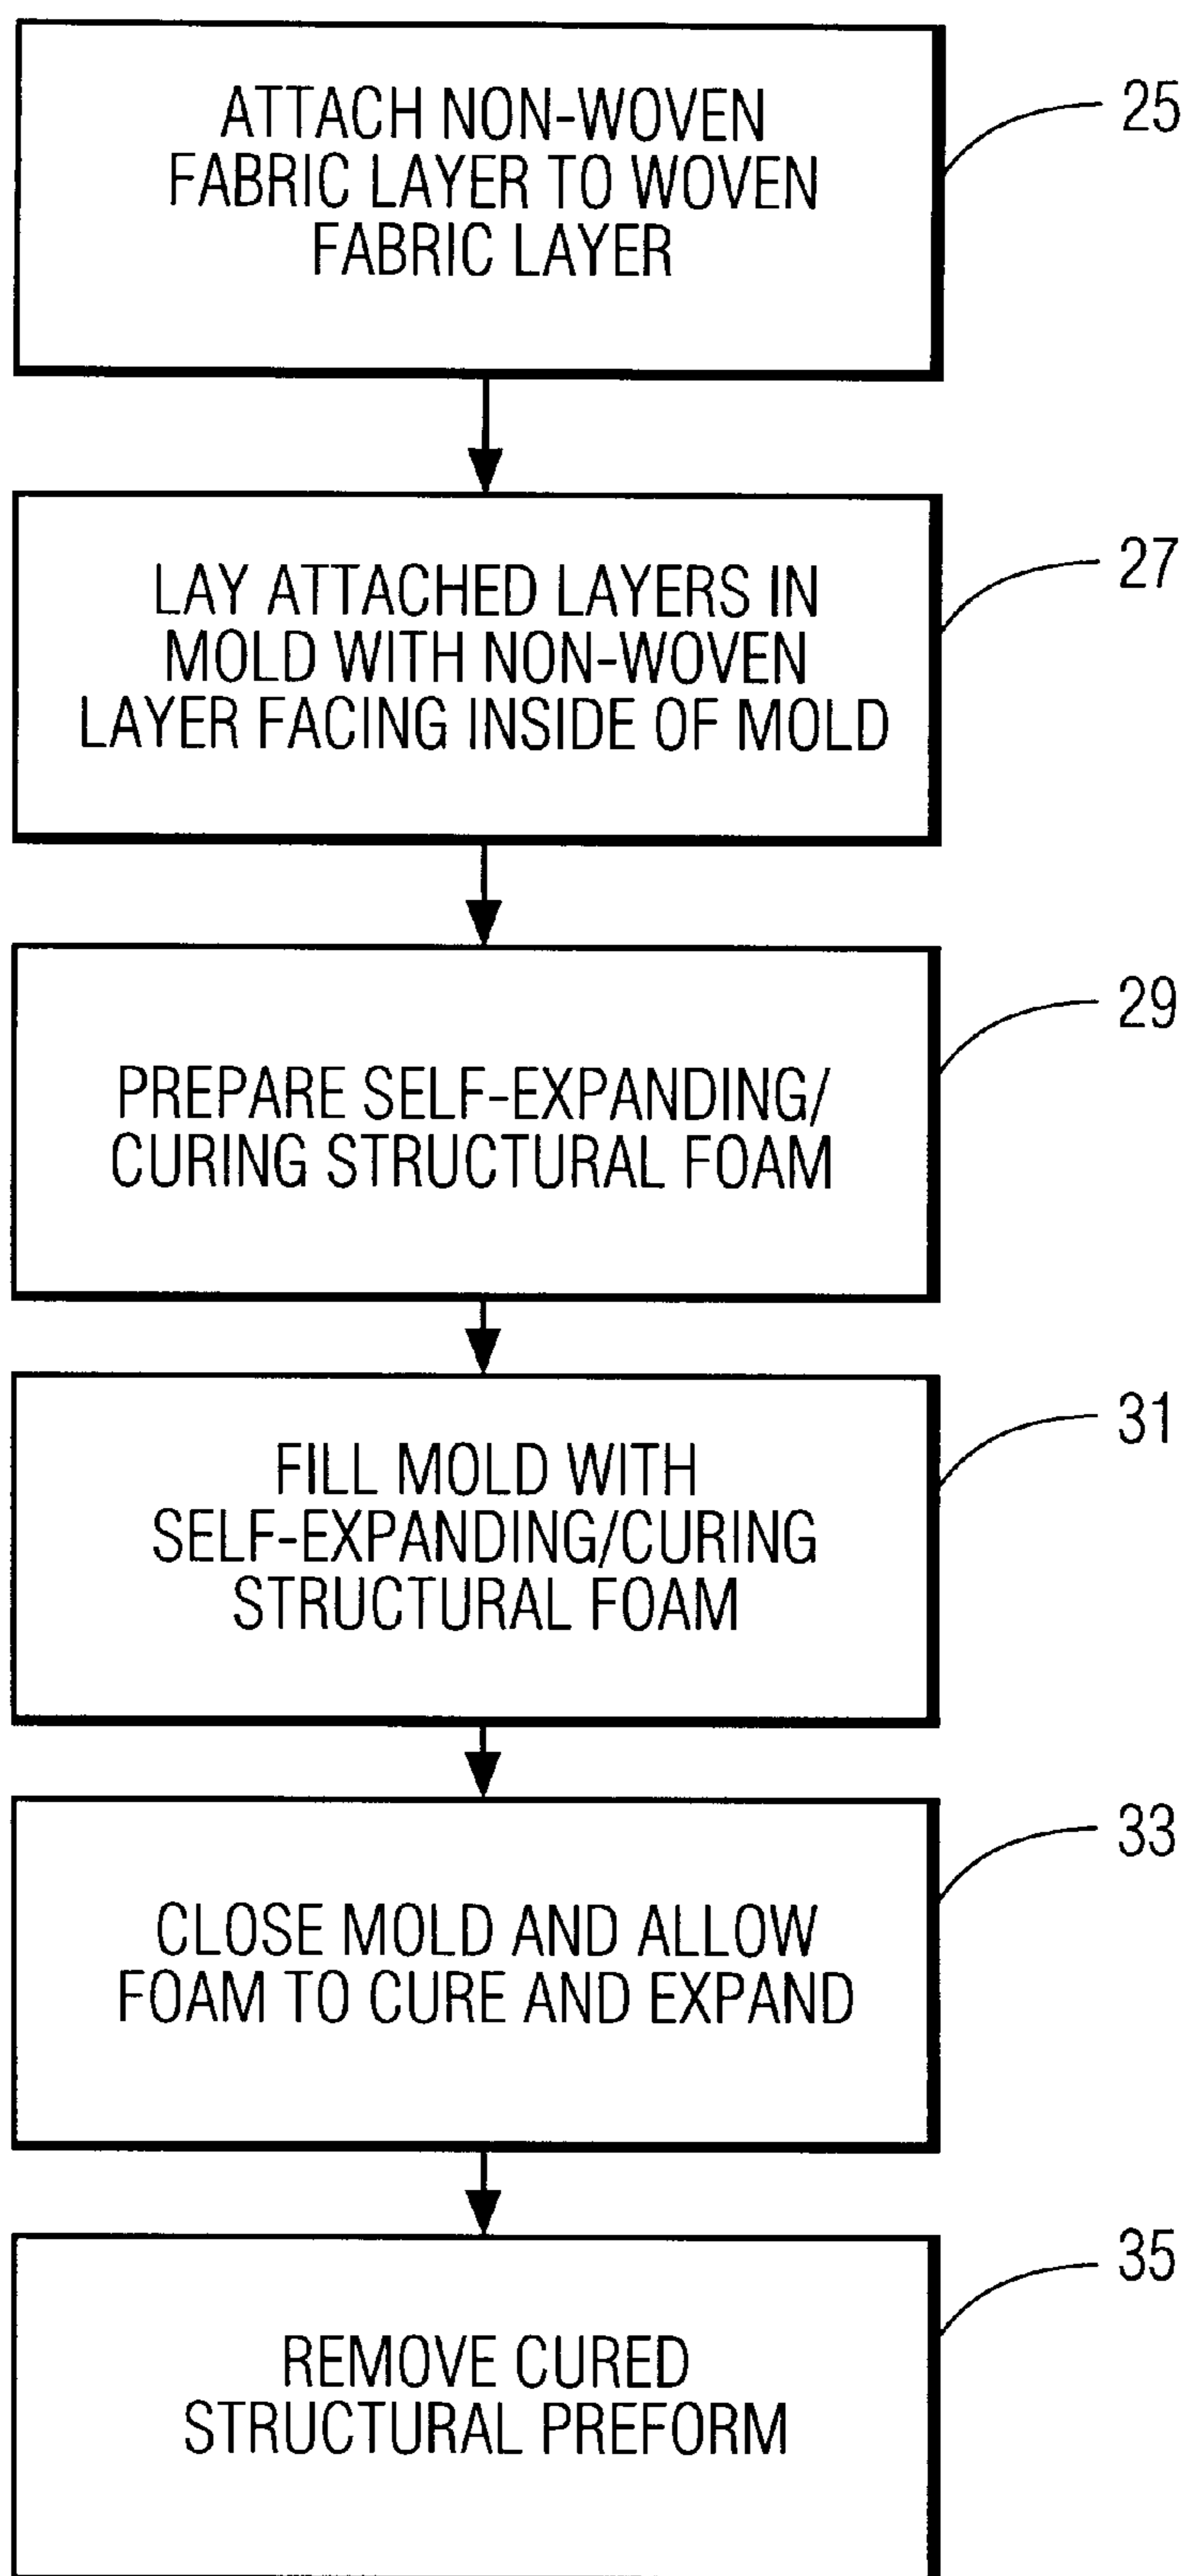 ATTACH NON-WOVEN
FABRIC LAYER TO WOVEN
FABRIC LAYER
25
LAY ATTACHED LAYERS IN
MOLD WITH NON-WOVEN
LAYER FACING INSIDE OF MOLD
27
PREPARE SELF-EXPANDING/
CURING STRUCTURAL FOAM
29
FILL MOLD WITH
SELF-EXPANDING/CURING
STRUCTURAL FOAM
31
CLOSE MOLD AND ALLOW
FOAM TO CURE AND EXPAND
33
REMOVE CURED
STRUCTURAL PREFORM
35